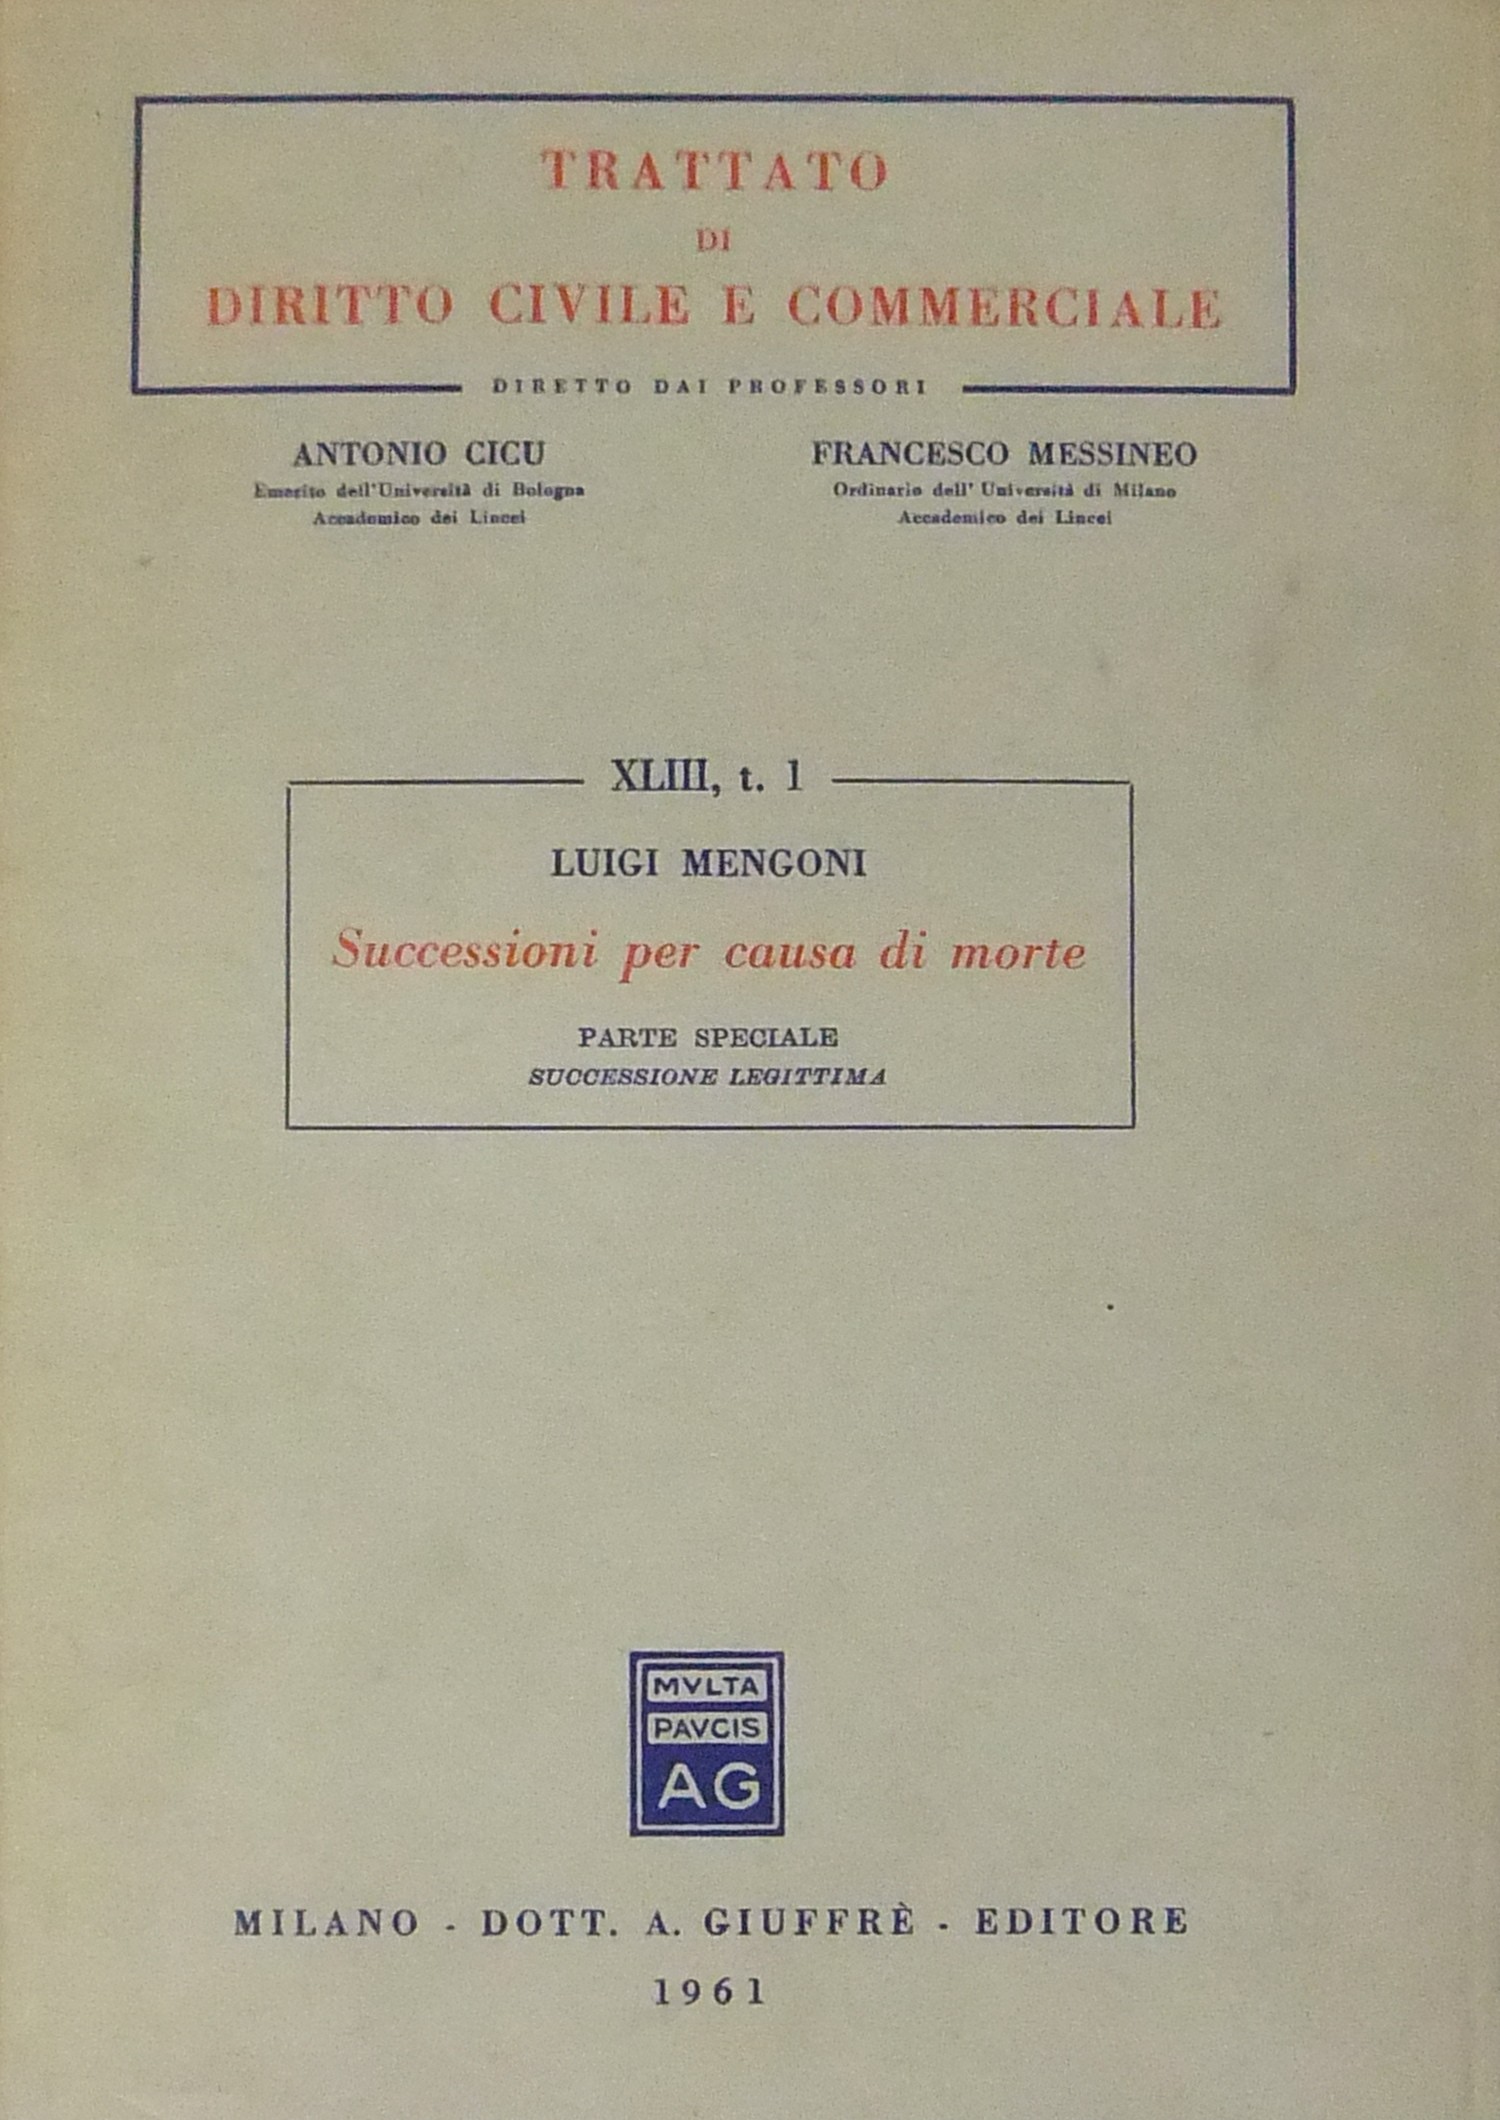 TRATTATO
DI
DIRITTO CIVILE E COMMERCIALE
DIRETTO DAI PROFESSORI
ANTONIO CICU
Emerito dell'Università di Bologna
Accademico dei Lincei
FRANCESCO MESSINEO
Ordinario dell'Università di Milano
Accademico dei Lincei
XLIII, t. 1
LUIGI MENGONI
Successioni per causa di morte
PARTE SPECIALE
SUCCESSIONE LEGITTIMA
MVLTA
PAVCIS
AG
MILANO - DOTT. A. GIUFFRÈ - EDITORE
1961